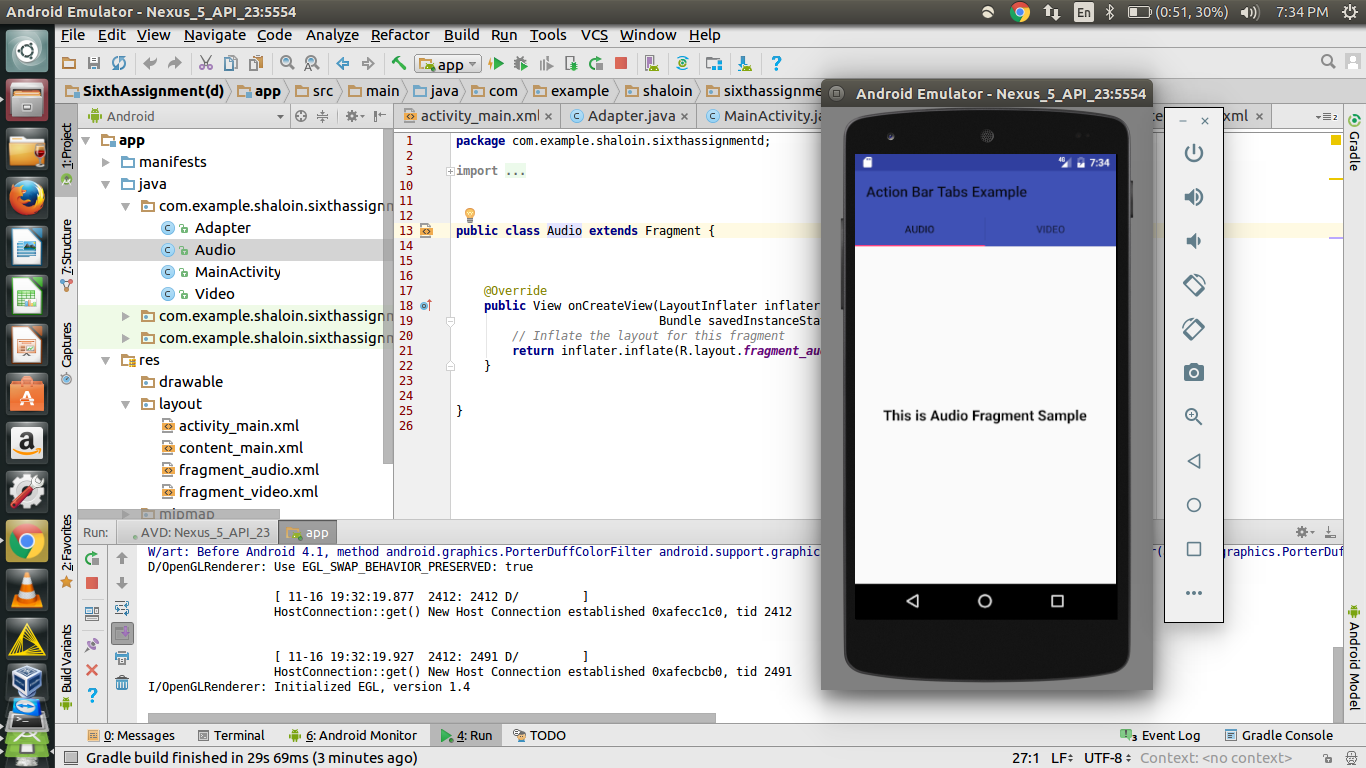 Android Emulator - Nexus_5_API_23:5554
En
(0:51, 30%)
7:34 PM
File Edit View Navigate Code Analyze Refactor Build Run Tools VCS Window Help
app
SixthAssignment(d) app src main java com example shaloin sixthassignme
Android Emulator - Nexus_5_API_23:5554
Android
activity_main.xml
Adapter.java
MainActivity.ja
xml
2
1: Project
7: Structure
Captures
2: Favorites
Build Variants
app
manifests
java
com.example.shaloin.sixthassignm
Adapter
Audio
MainActivity
Video
com.example.shaloin.sixthassignm
com.example.shaloin.sixthassignm
res
drawable
layout
activity_main.xml
content_main.xml
fragment_audio.xml
fragment_video.xml
mipmap
1 package com.example.shaloin.sixthassignmentd;
2
3 import ...
10
11
12
13 public class Audio extends Fragment {
14
15
16
17 @Override
18 public View onCreateView(LayoutInflater inflater
19 Bundle savedInstanceSta
20 // Inflate the layout for this fragment
21 return inflater.inflate(R.layout.fragment_au
22 }
23
24
25 }
26
7:34
Action Bar Tabs Example
AUDIO VIDEO
This is Audio Fragment Sample
Gradle
Android Model
Run: AVD: Nexus_5_API_23 app
W/art: Before Android 4.1, method android.graphics.PorterDuffColorFilter android.support.graphic
r(
graphics.PorterDuf
D/OpenGLRenderer: Use EGL_SWAP_BEHAVIOR_PRESERVED: true
[ 11-16 19:32:19.877 2412: 2412 D/ ]
HostConnection::get() New Host Connection established 0xafecc1c0, tid 2412
[ 11-16 19:32:19.927 2412: 2491 D/ ]
HostConnection::get() New Host Connection established 0xafecbcb0, tid 2491
I/OpenGLRenderer: Initialized EGL, version 1.4
0: Messages Terminal 6: Android Monitor 4: Run TODO
3 Event Log Gradle Console
Gradle build finished in 29s 69ms (3 minutes ago)
27:1 LF UTF-8 Context: <no context>